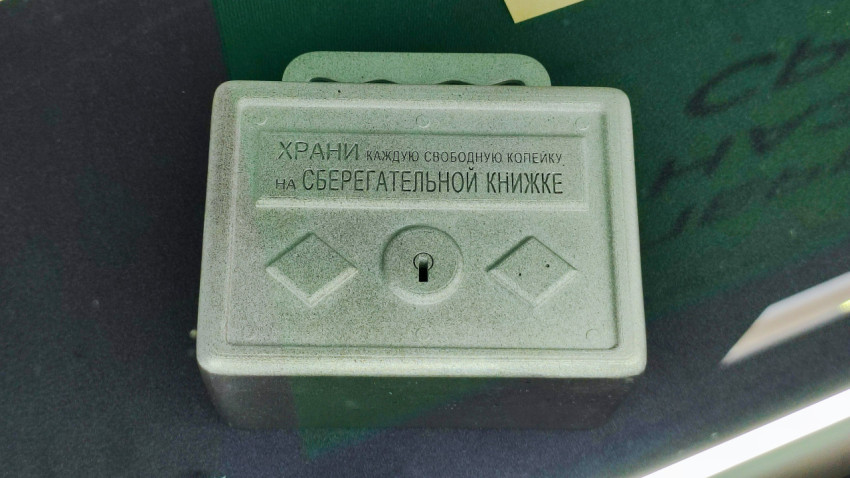 ХРАНИ КАЖДУЮ СВОБОДНУЮ КОПЕЙКУ
НА СБЕРЕГАТЕЛЬНОЙ КНИЖКЕ